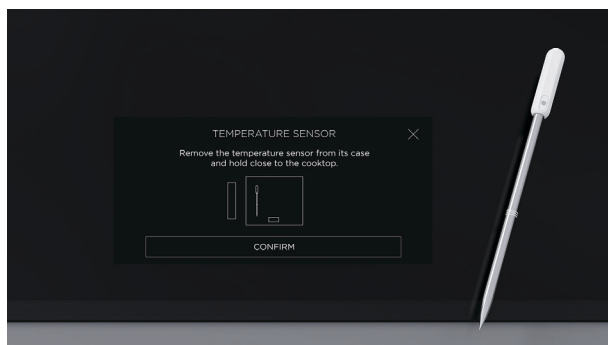 TEMPERATURE SENSOR
Remove the temperature sensor from its case
and hold close to the cooktop.
CONFIRM